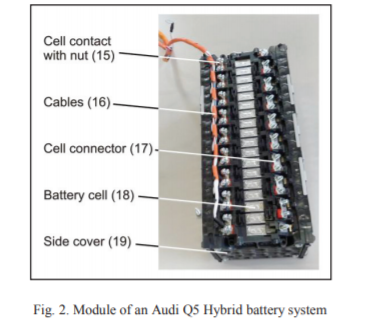 Cell contact
with nut (15)
Cables (16)
Cell connector (17)
Battery cell (18)
Side cover (19)
Fig. 2. Module of an Audi Q5 Hybrid battery system